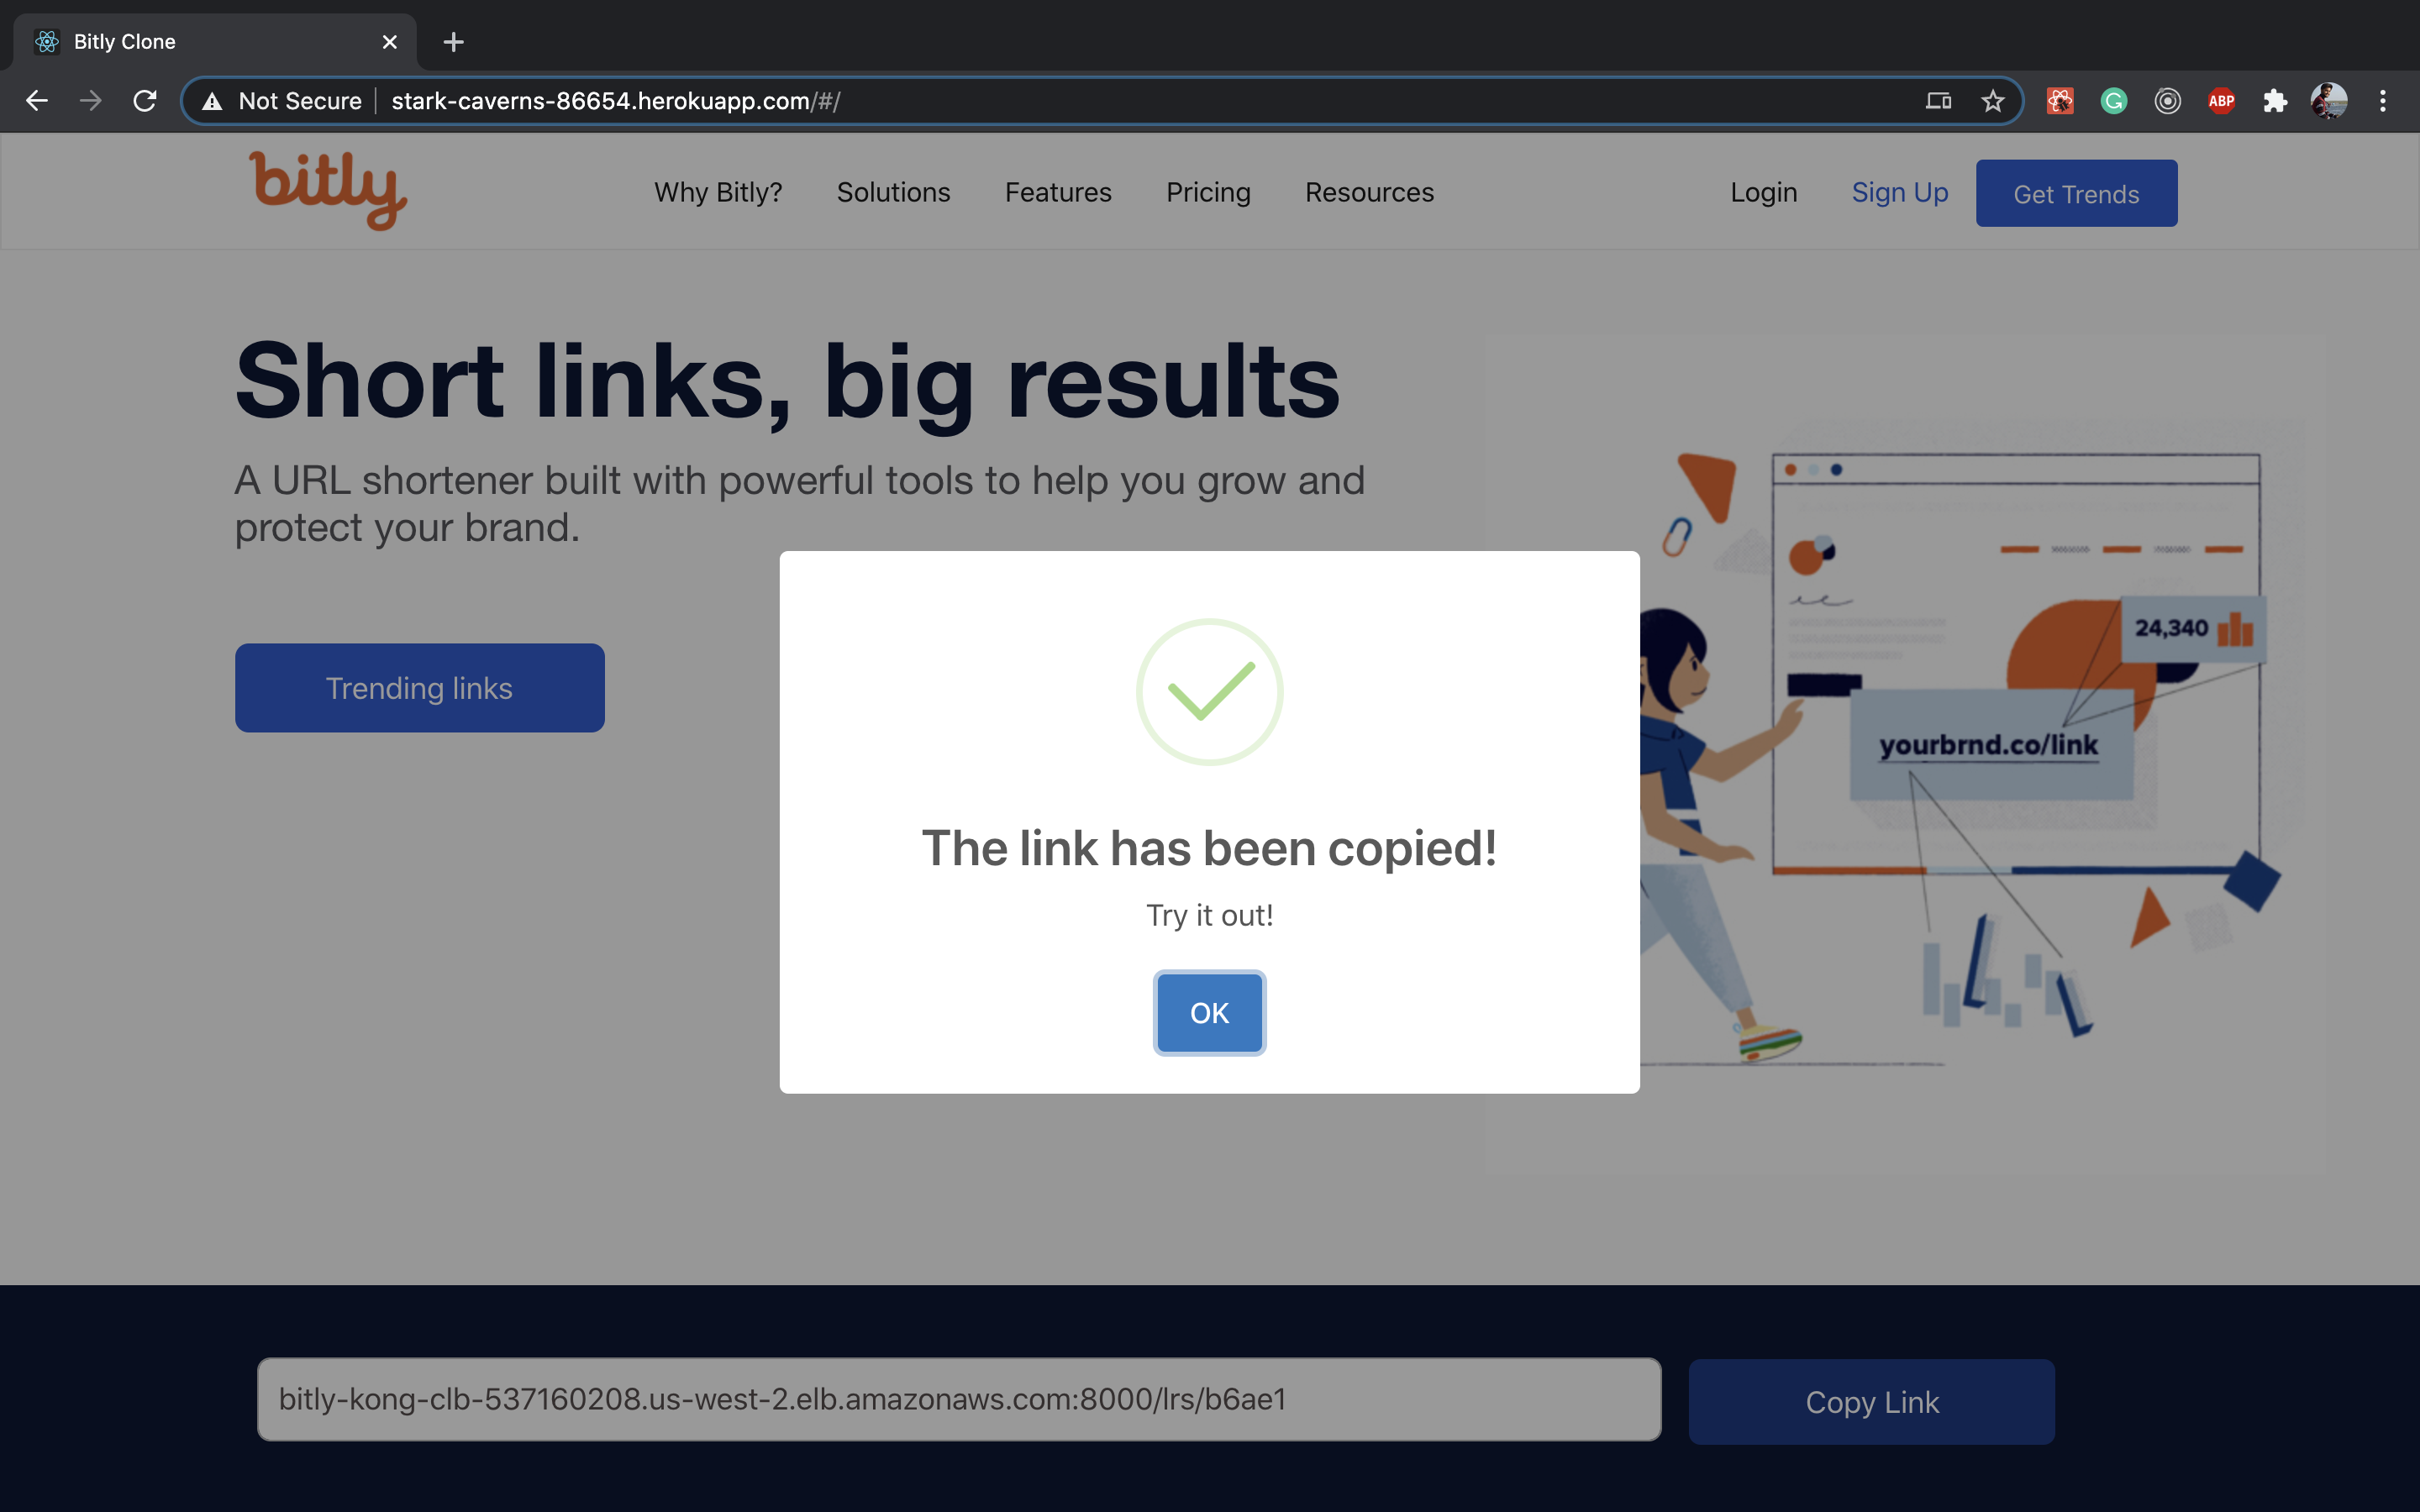 Bitly Clone
Not Secure stark-caverns-86654.herokuapp.com/#/
ABP
bitly
Why Bitly? Solutions Features Pricing Resources Login Sign Up Get Trends
Short links, big results
A URL shortener built with powerful tools to help you grow and
protect your brand.
Trending links
24,340
yourbrnd.co/link
The link has been copied!
Try it out!
OK
bitly-kong-clb-537160208.us-west-2.elb.amazonaws.com:8000/lrs/b6ae1
Copy Link